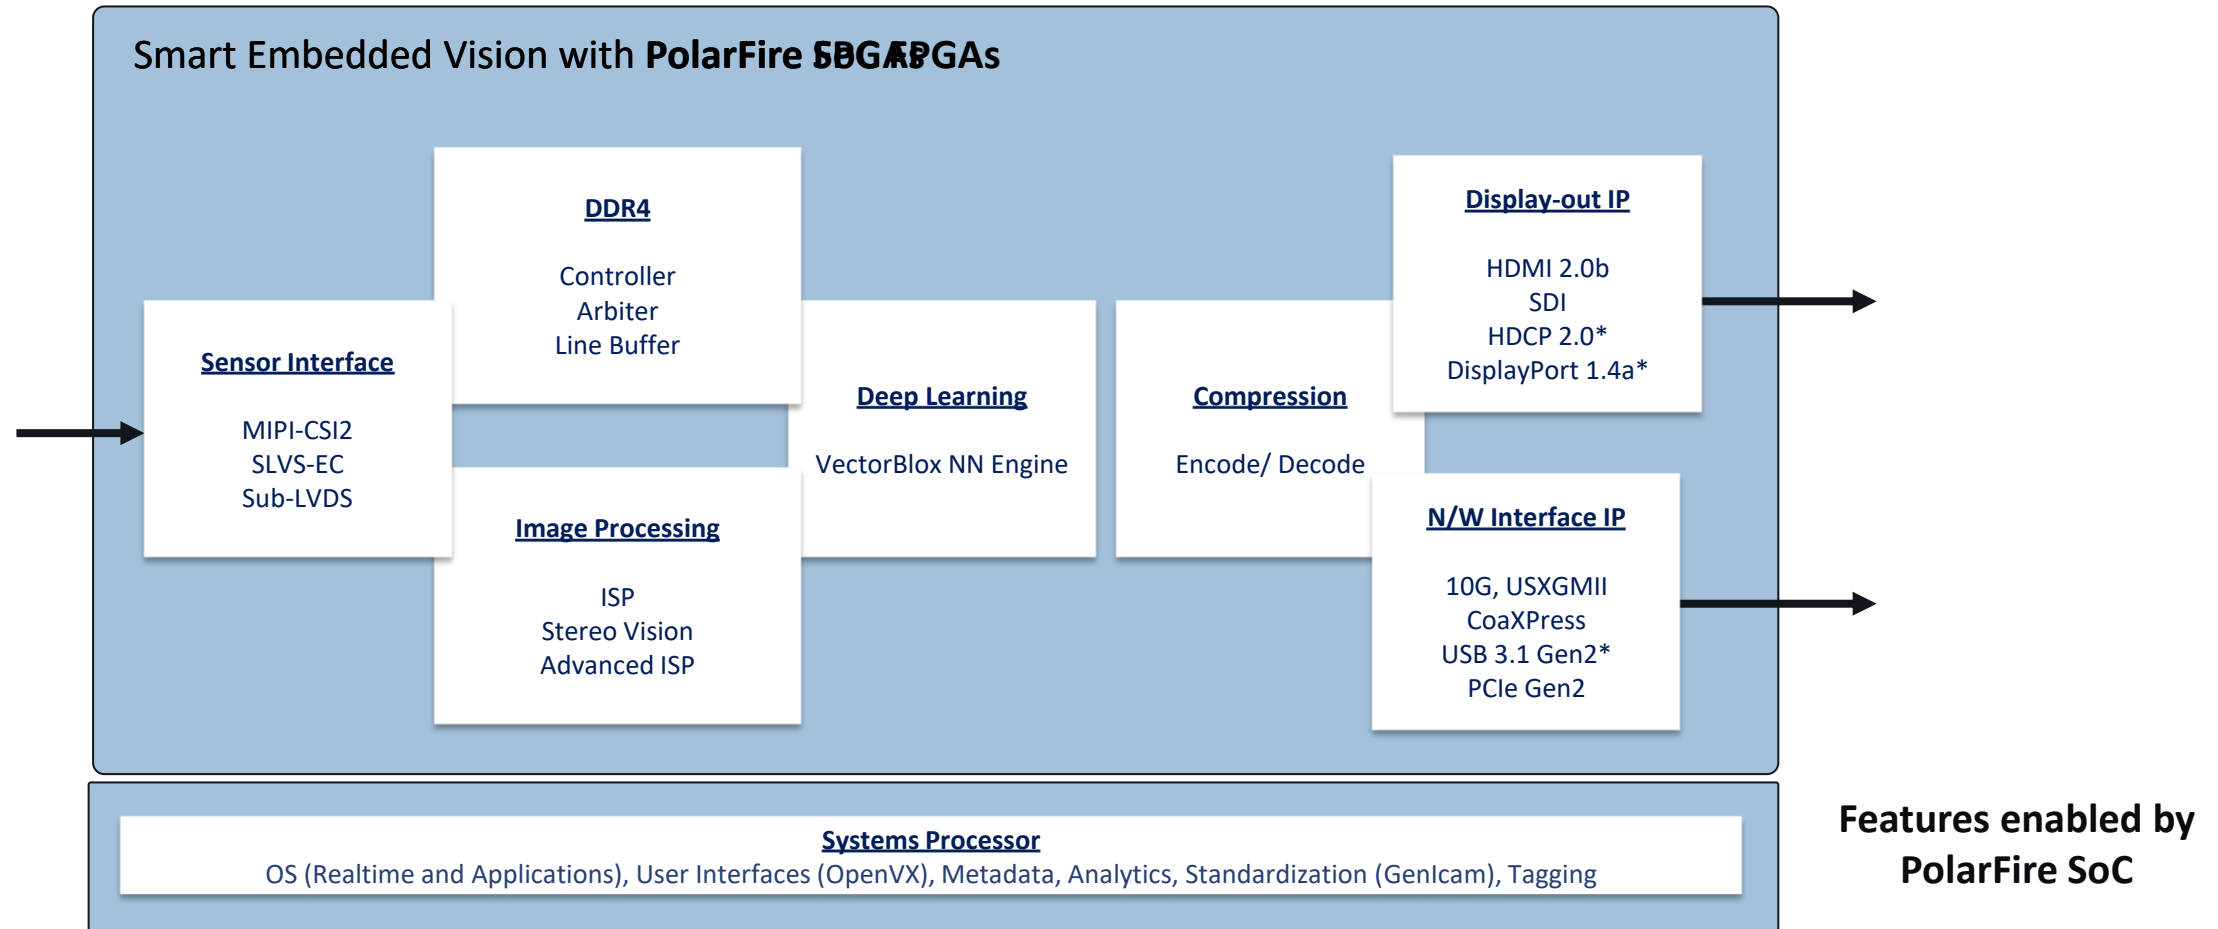 Smart Embedded Vision with PolarFire
DDR4
Controller
Arbiter
Line Buffer
Sensor Interface
MIPI-CSI2
SLVS-EC
Sub-LVDS
Image Processing
ISP
Stereo Vision
Advanced ISP
Deep Learning
VectorBlox NN Engine
Compression
Encode/ Decode
Display-out IP
HDMI 2.0b
SDI
HDCP 2.0*
DisplayPort 1.4a*
N/W Interface IP
10G, USXGMII
CoaXPress
USB 3.1 Gen2*
PCIe Gen2
Systems Processor
OS (Realtime and Applications), User Interfaces (OpenVX), Metadata, Analytics, Standardization (GenIcam), Tagging
Features enabled by
PolarFire SoC